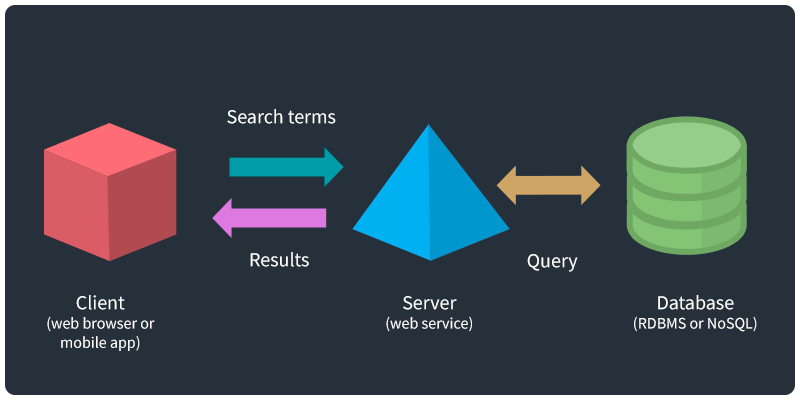 Search terms
Results
Query
Client
(web browser or
mobile app)
Server
(web service)
Database
(RDBMS or NoSQL)